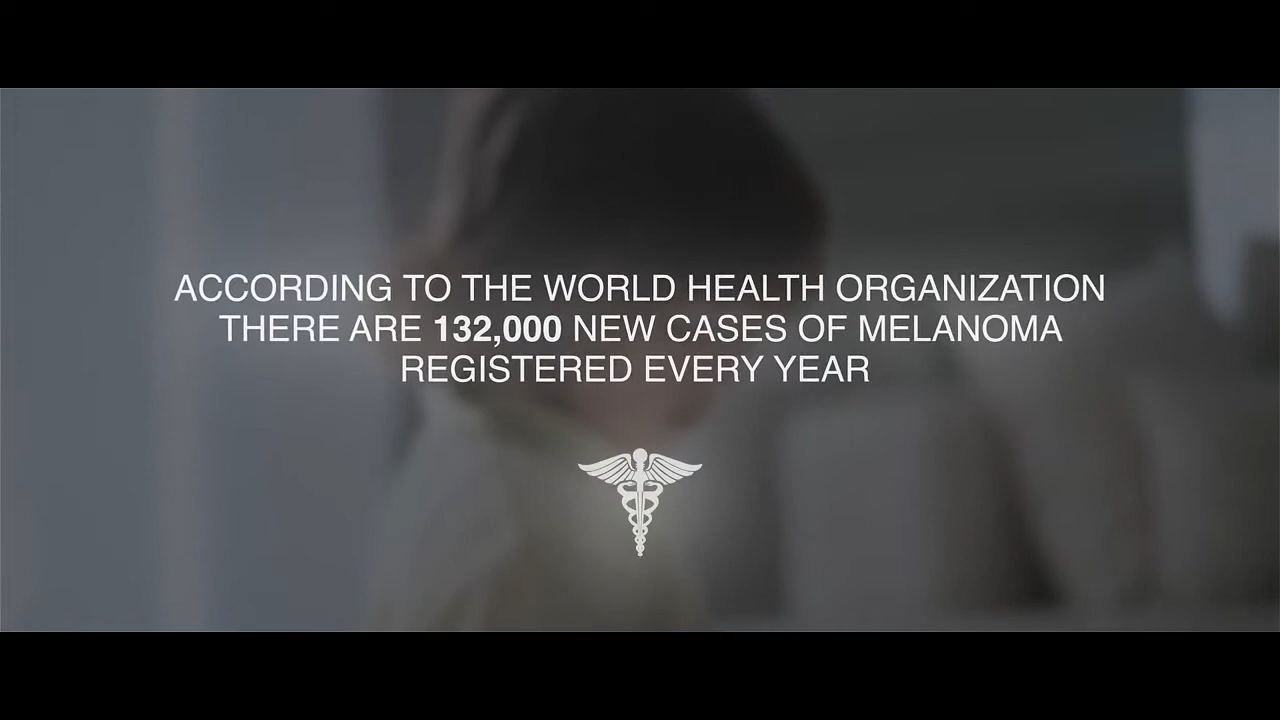 ACCORDING TO THE WORLD HEALTH ORGANIZATION
THERE ARE 132,000 NEW CASES OF MELANOMA
REGISTERED EVERY YEAR